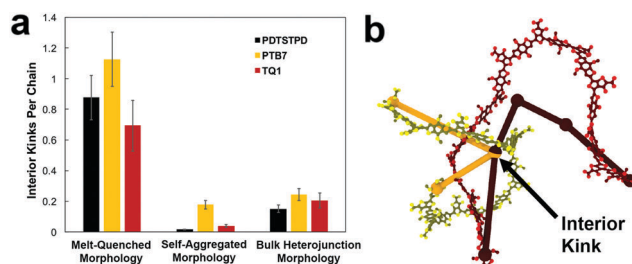 a
Interior Kinks Per Chain
1.4
1.2
1
0.8
0.6
0.4
0.2
0
PDTSTPD
PTB7
TQ1
Melt-Quenched
Morphology
Self-Aggregated
Morphology
Bulk Heterojunction
Morphology
b
Interior
Kink